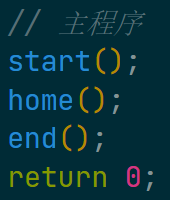 // 主程序
start();
home();
end();
return 0;